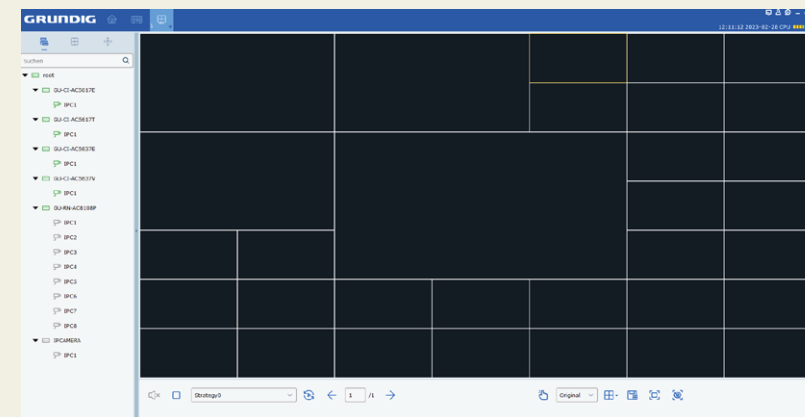 GRUNDIG
12:11:12 2023-02-28 CPU
suchen
root
GU-CI-AC5617E
IPC1
GU-CI-AC5617T
IPC1
GU-CI-AC5637E
IPC1
GU-CI-AC5637V
IPC1
GU-RN-AC8108P
IPC1
IPC2
IPC3
IPC4
IPC5
IPC6
IPC7
IPC8
IPCAMERA
IPC1
Strategy0
1 /1
Original